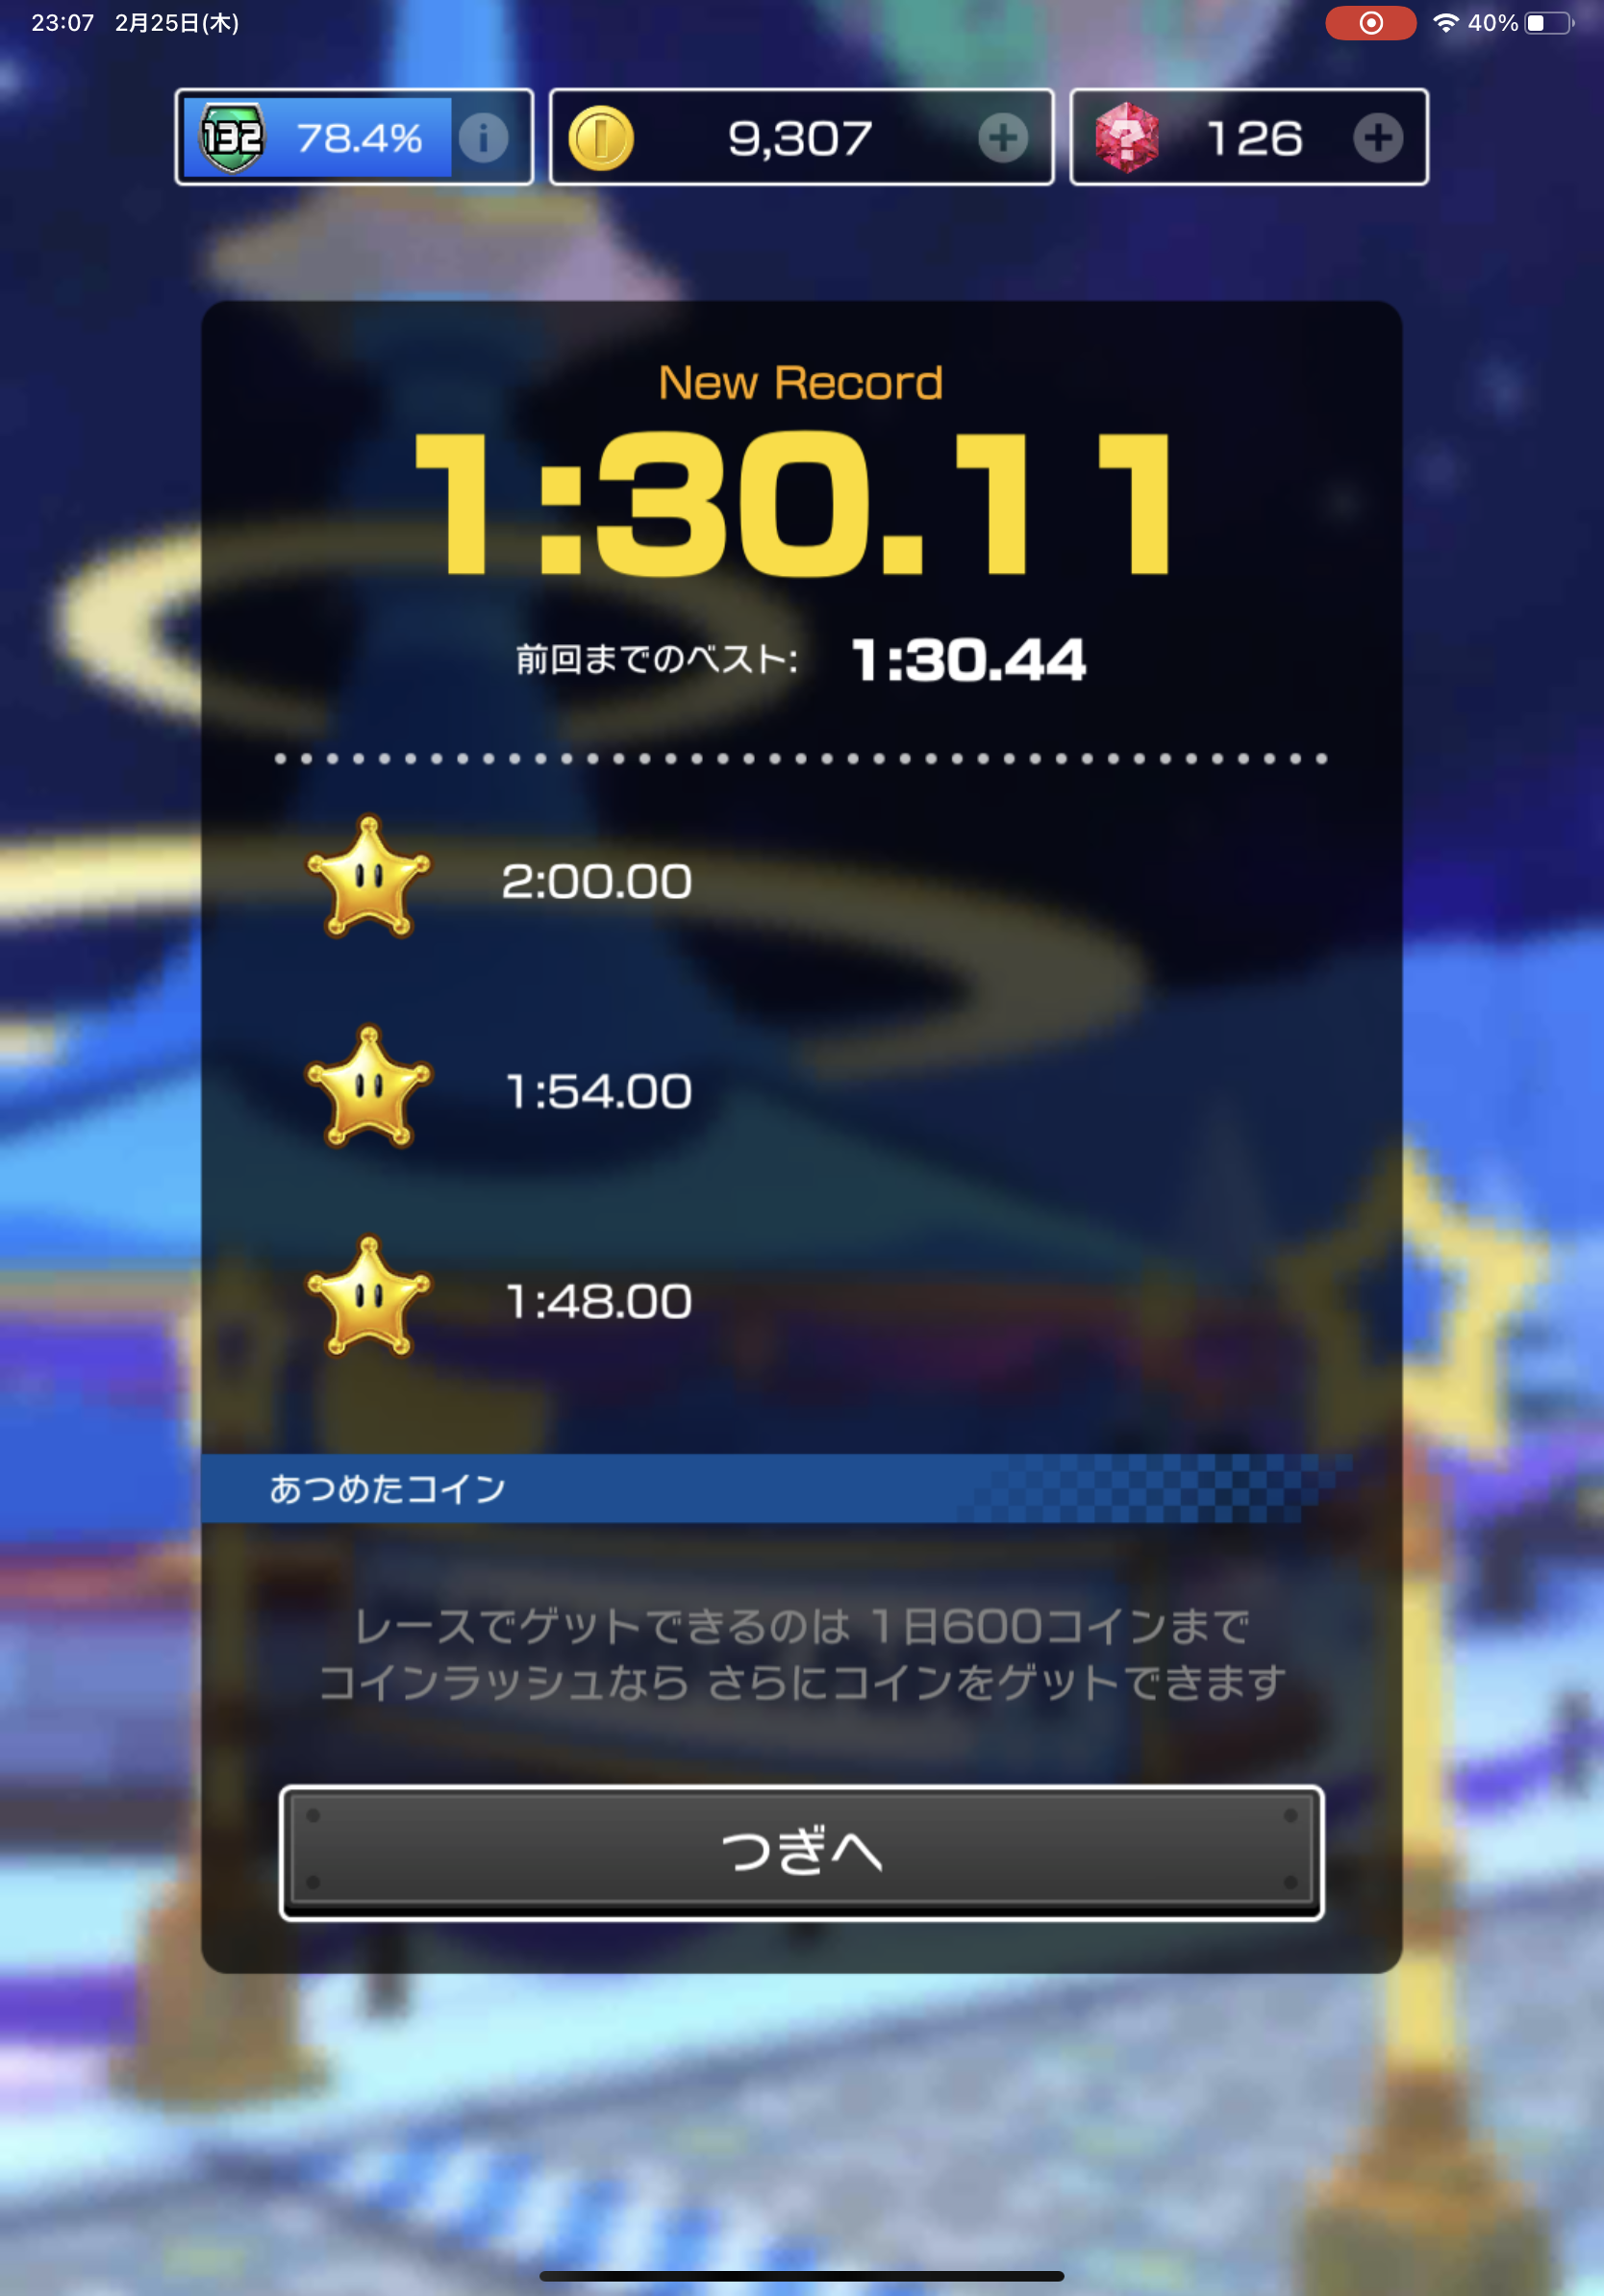 23:07 2月25日(木) 40%
132 78.4% i 9,307 + ? 126 +
New Record
1:30.11
前回までのベスト: 1:30.44
2:00.00
1:54.00
1:48.00
あつめたコイン
レースでゲットできるのは 1日600コインまで
コインラッシュなら さらにコインをゲットできます
つぎへ